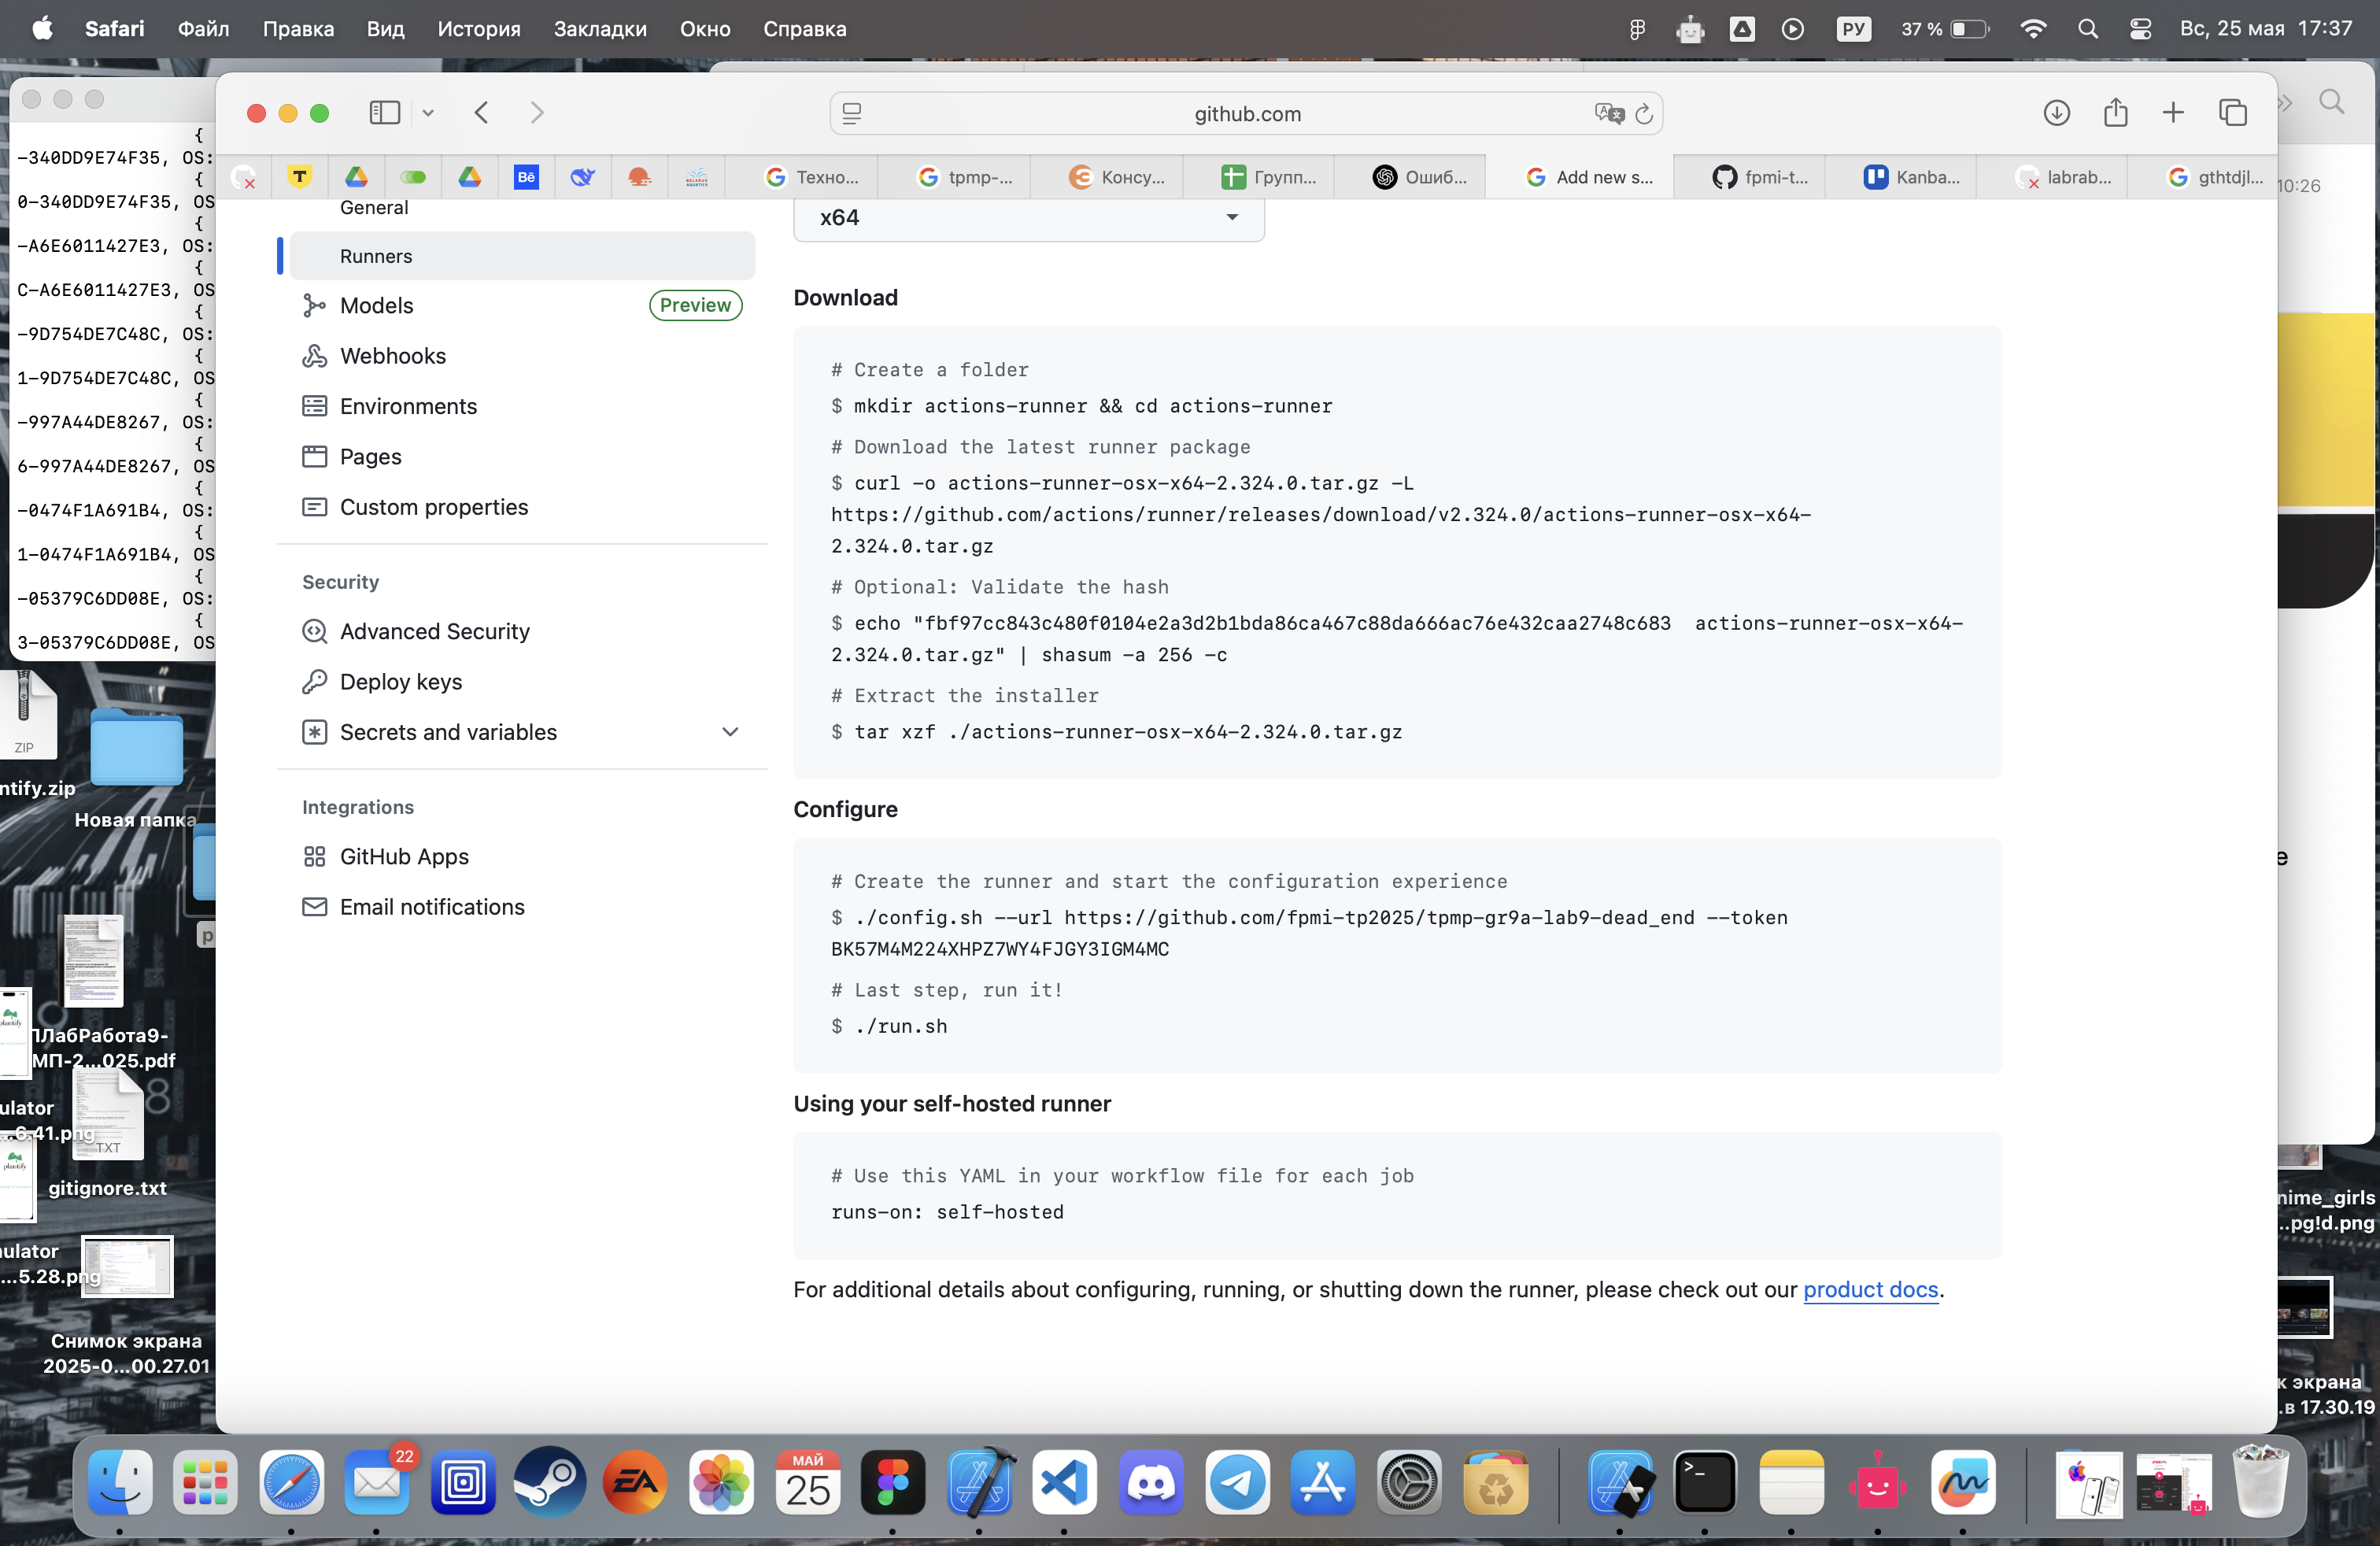 Safari Файл Правка Вид История Закладки Окно Справка РУ 37 % Вс, 25 мая 17:37
github.com
T Bē Техно... tpmp-... Консу... Групп... Ошиб... Add new s... fpmi-t... Kanba... labrab... gthtdjl...
10:26
{
-340DD9E74F35, OS:
{
0-340DD9E74F35, OS
{
-A6E6011427E3, OS:
{
C-A6E6011427E3, OS
{
-9D754DE7C48C, OS:
{
1-9D754DE7C48C, OS
{
-997A44DE8267, OS:
{
6-997A44DE8267, OS
{
-0474F1A691B4, OS:
{
1-0474F1A691B4, OS
{
-05379C6DD08E, OS:
{
3-05379C6DD08E, OS
ZIP
ntify.zip
Новая папка
p
ПЛабРабота9-
МП-2...025.pdf
ulator
...6.41.png
TXT
gitignore.txt
ulator
...5.28.png
Снимок экрана
2025-0...00.27.01
General
Runners
Models Preview
Webhooks
Environments
Pages
Custom properties
Security
Advanced Security
Deploy keys
Secrets and variables
Integrations
GitHub Apps
Email notifications
x64
Download
# Create a folder
$ mkdir actions-runner && cd actions-runner
# Download the latest runner package
$ curl -o actions-runner-osx-x64-2.324.0.tar.gz -L
https://github.com/actions/runner/releases/download/v2.324.0/actions-runner-osx-x64-
2.324.0.tar.gz
# Optional: Validate the hash
$ echo "fbf97cc843c480f0104e2a3d2b1bda86ca467c88da666ac76e432caa2748c683  actions-runner-osx-x64-
2.324.0.tar.gz" | shasum -a 256 -c
# Extract the installer
$ tar xzf ./actions-runner-osx-x64-2.324.0.tar.gz
Configure
# Create the runner and start the configuration experience
$ ./config.sh --url https://github.com/fpmi-tp2025/tpmp-gr9a-lab9-dead_end --token
BK57M4M224XHPZ7WY4FJGY3IGM4MC
# Last step, run it!
$ ./run.sh
Using your self-hosted runner
# Use this YAML in your workflow file for each job
runs-on: self-hosted
For additional details about configuring, running, or shutting down the runner, please check out our product docs.
e
nime_girls
...pg!d.png
к экрана
.в 17.30.19
22
EA
МАЙ
25